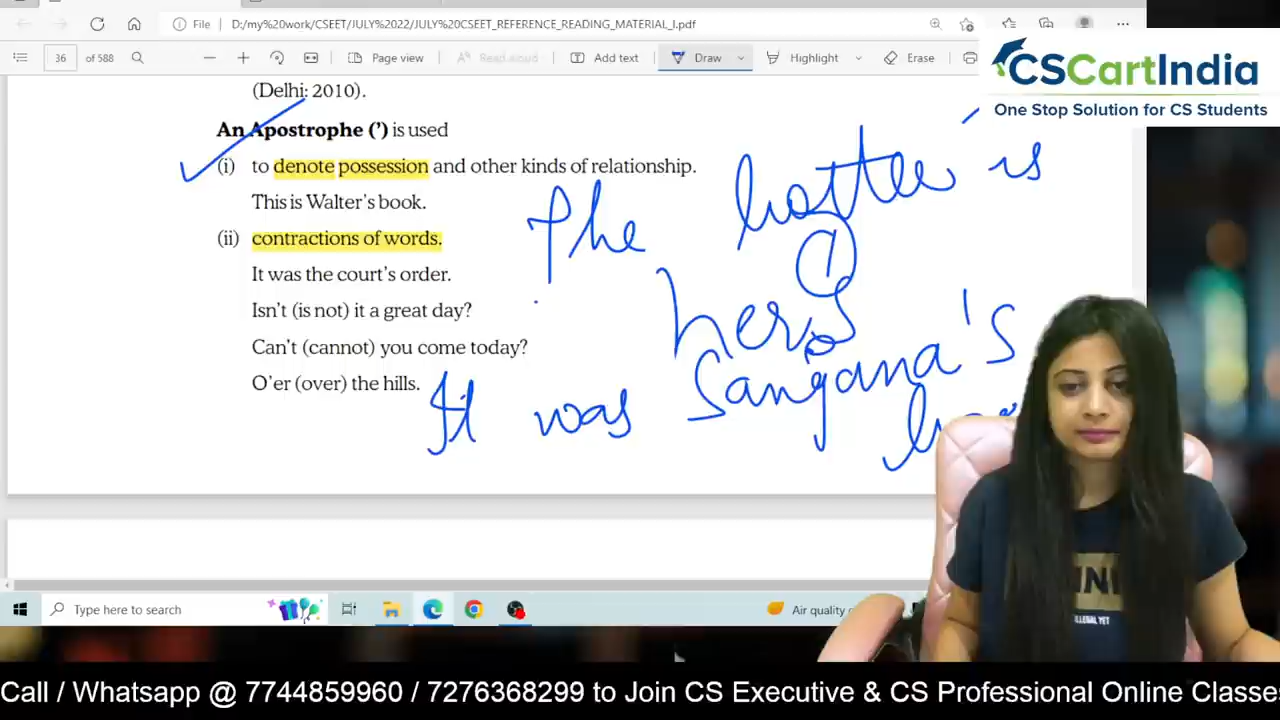 File
D:/my%20work/CSEET/JULY%2022/JULY%20CSEET_REFERENCE_READING_MATERIAL_I.pdf
36 of 588
Page view
Read aloud
Add text
Draw
Highlight
Erase
CSCartIndia
One Stop Solution for CS Students
(Delhi: 2010).
An Apostrophe (’) is used
(i) to denote possession and other kinds of relationship.
This is Walter’s book.
(ii) contractions of words.
It was the court’s order.
Isn’t (is not) it a great day?
Can’t (cannot) you come today?
O’er (over) the hills.
The bottle is
hers
It was Sangana's
Type here to search
Air quality
Call / Whatsapp @ 7744859960 / 7276368299 to Join CS Executive & CS Professional Online Classes